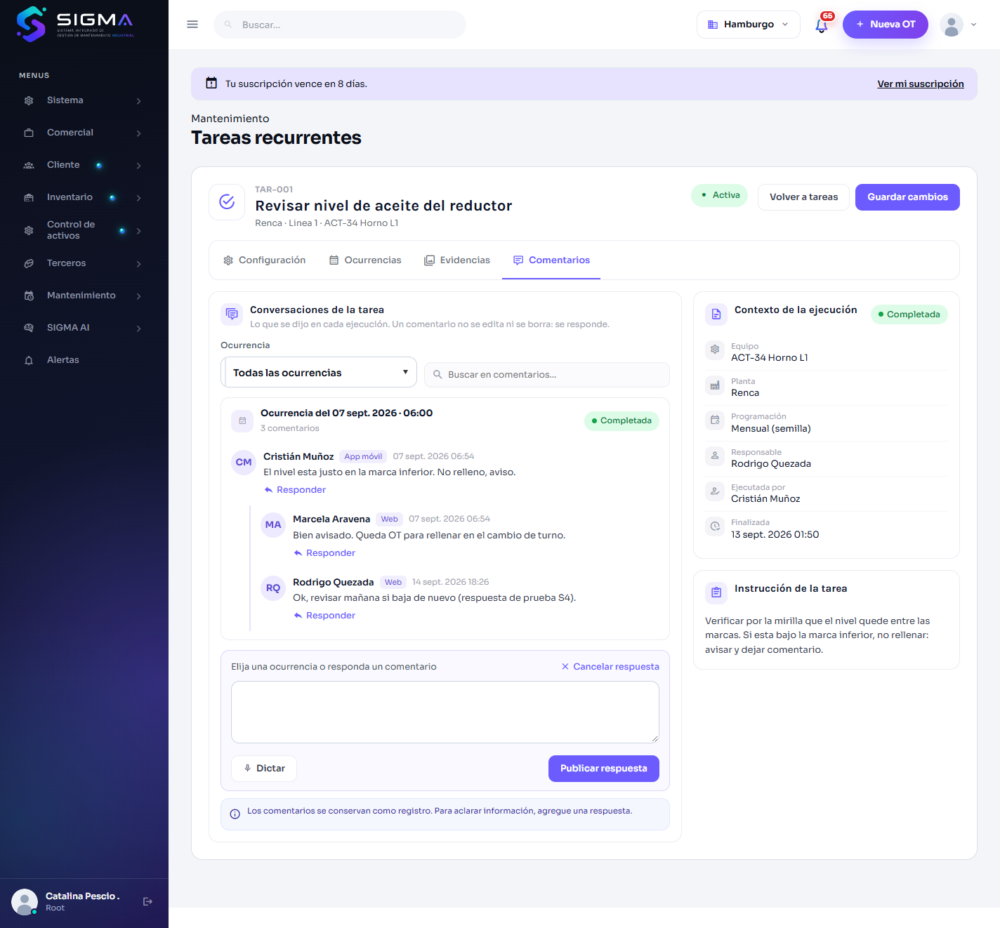 SIGMA
SISTEMA INTEGRADO DE
GESTIÓN DE MANTENIMIENTO INDUSTRIAL
MENUS
Sistema
Comercial
Cliente
Inventario
Control de
activos
Terceros
Mantenimiento
SIGMA AI
Alertas
Catalina Pescio .
Root
Buscar...
Hamburgo
65
+ Nueva OT
Tu suscripción vence en 8 días.
Ver mi suscripción
Mantenimiento
Tareas recurrentes
TAR-001
Revisar nivel de aceite del reductor
Renca · Linea 1 · ACT-34 Horno L1
Activa
Volver a tareas
Guardar cambios
Configuración
Ocurrencias
Evidencias
Comentarios
Conversaciones de la tarea
Lo que se dijo en cada ejecución. Un comentario no se edita ni se borra: se responde.
Ocurrencia
Todas las ocurrencias
Buscar en comentarios...
Ocurrencia del 07 sept. 2026 · 06:00
3 comentarios
Completada
CM
Cristián Muñoz App móvil 07 sept. 2026 06:54
El nivel esta justo en la marca inferior. No relleno, aviso.
Responder
MA
Marcela Aravena Web 07 sept. 2026 06:54
Bien avisado. Queda OT para rellenar en el cambio de turno.
Responder
RQ
Rodrigo Quezada Web 14 sept. 2026 18:26
Ok, revisar mañana si baja de nuevo (respuesta de prueba S4).
Responder
Elija una ocurrencia o responda un comentario
Cancelar respuesta
Dictar
Publicar respuesta
Los comentarios se conservan como registro. Para aclarar información, agregue una respuesta.
Contexto de la ejecución
Completada
Equipo
ACT-34 Horno L1
Planta
Renca
Programación
Mensual (semilla)
Responsable
Rodrigo Quezada
Ejecutada por
Cristián Muñoz
Finalizada
13 sept. 2026 01:50
Instrucción de la tarea
Verificar por la mirilla que el nivel quede entre las
marcas. Si esta bajo la marca inferior, no rellenar:
avisar y dejar comentario.